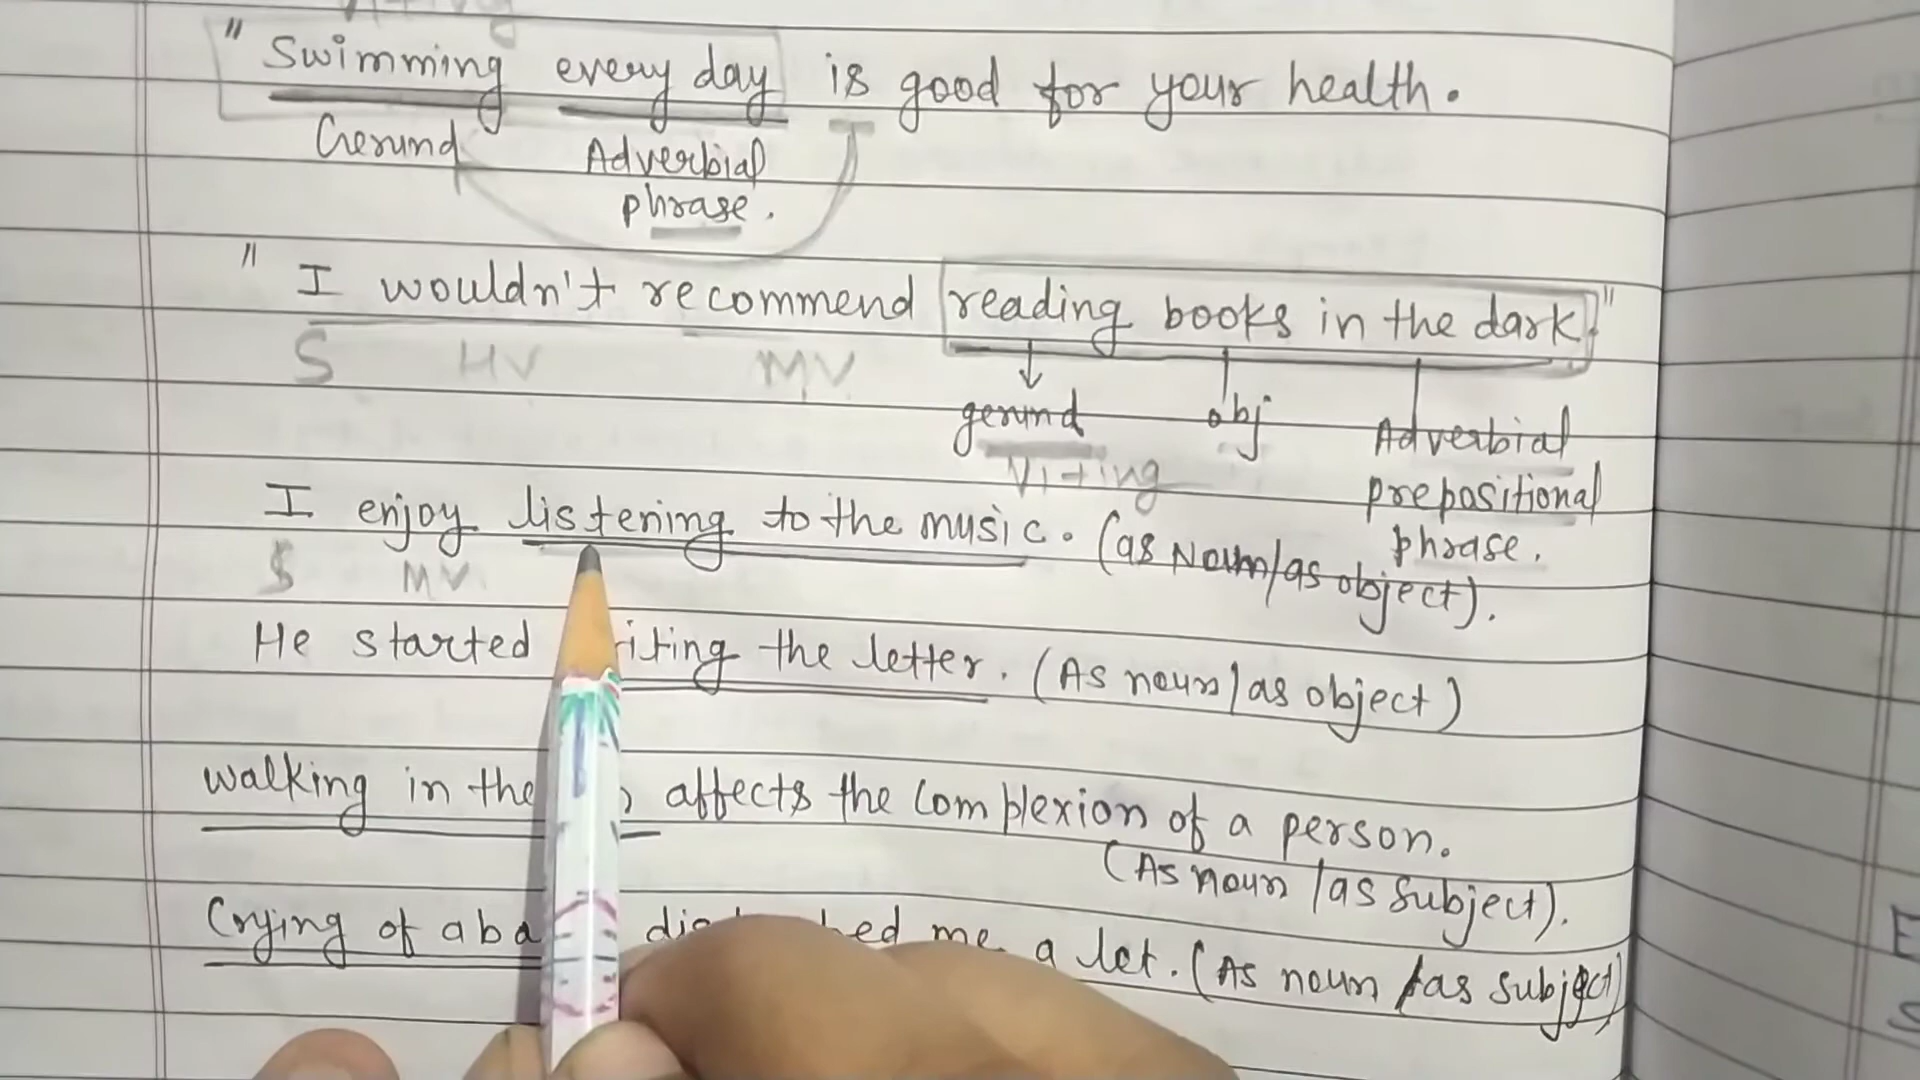 "Swimming every day is good for your health.
Gerund Adverbial
phrase.
"I wouldn't recommend reading books in the dark."
S HV MV
gerund obj Adverbial
V1+ing prepositional
phrase.
I enjoy listening to the music. (as Noun/as object).
S MV
He started the letter. (As noun/as object)
walking in the affects the complexion of a person.
(As noun/as subject).
Crying of a me a lot. (As noun/as subject)